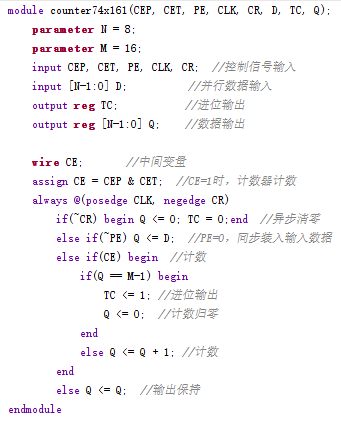 module counter74x161(CEP, CET, PE, CLK, CR, D, TC, Q);
parameter N = 8;
parameter M = 16;
input CEP, CET, PE, CLK, CR; //控制信号输入
input [N-1:0] D; //并行数据输入
output reg TC; //进位输出
output reg [N-1:0] Q; //数据输出
wire CE; //中间变量
assign CE = CEP & CET; //CE=1时，计数器计数
always @(posedge CLK, negedge CR)
if(~CR) begin Q <= 0; TC = 0;end //异步清零
else if(~PE) Q <= D; //PE=0，同步装入输入数据
else if(CE) begin //计数
if(Q == M-1) begin
TC <= 1; //进位输出
Q <= 0; //计数归零
end
else Q <= Q + 1; //计数
end
else Q <= Q; //输出保持
endmodule